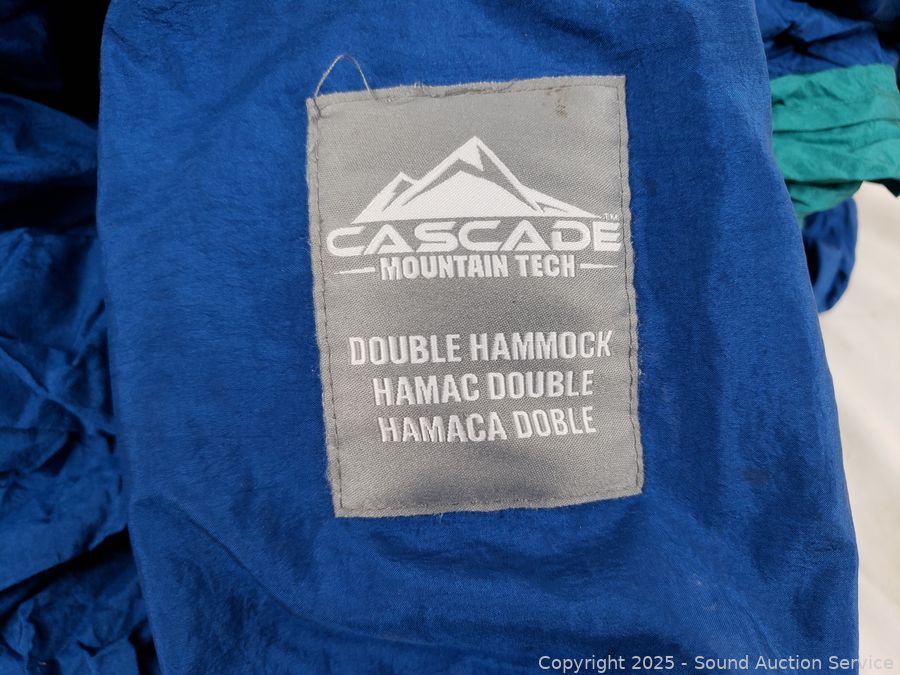 CASCADE™
MOUNTAIN TECH
DOUBLE HAMMOCK
HAMAC DOUBLE
HAMACA DOBLE
Copyright 2025 - Sound Auction Service